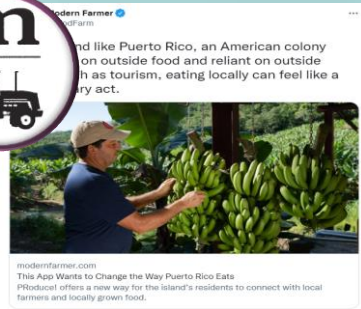 m
odern Farmer
odFarm
nd like Puerto Rico, an American colony
on outside food and reliant on outside
h as tourism, eating locally can feel like a
ary act.
modernfarmer.com
This App Wants to Change the Way Puerto Rico Eats
PRoduce! offers a new way for the island's residents to connect with local
farmers and locally grown food.